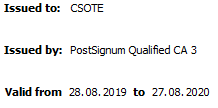 Issued to: CSOTE
Issued by: PostSignum Qualified CA 3
Valid from 28.08.2019 to 27.08.2020